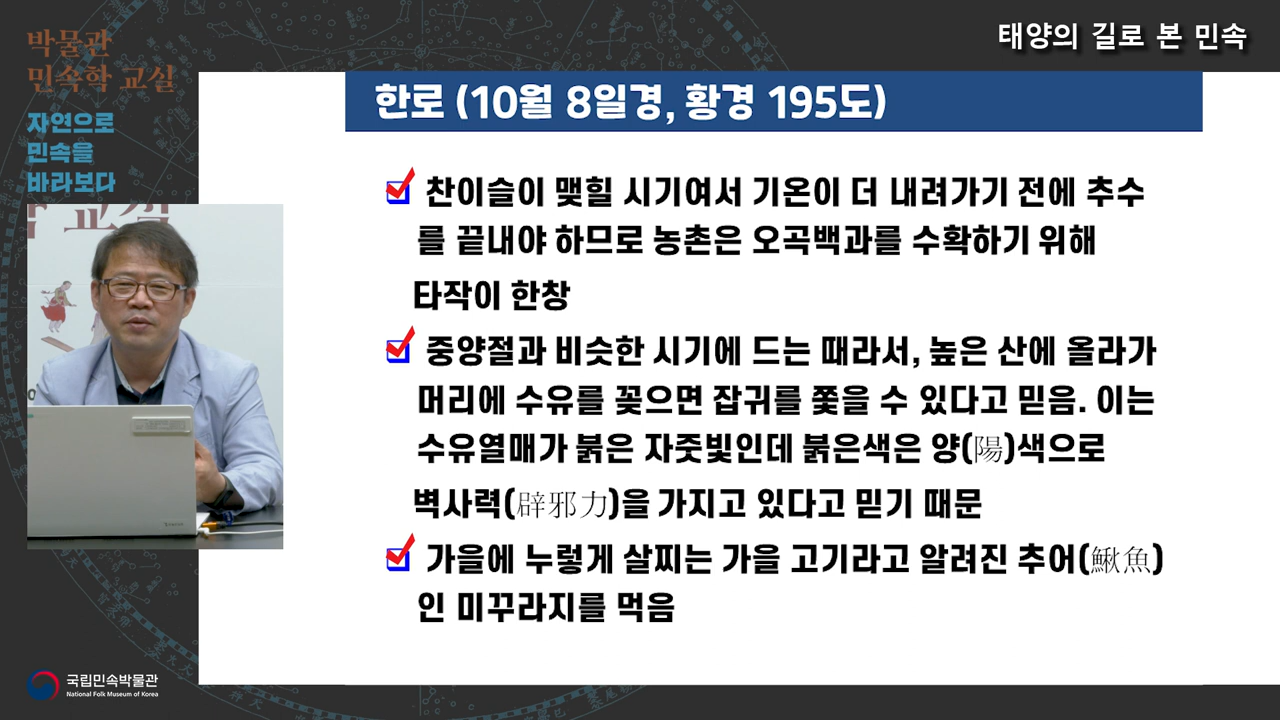 박물관
민속학 교실
자연으로
민속을
바라보다
태양의 길로 본 민속
한로 (10월 8일경, 황경 195도)
찬이슬이 맺힐 시기여서 기온이 더 내려가기 전에 추수
를 끝내야 하므로 농촌은 오곡백과를 수확하기 위해
타작이 한창
중양절과 비슷한 시기에 드는 때라서, 높은 산에 올라가
머리에 수유를 꽂으면 잡귀를 쫓을 수 있다고 믿음. 이는
수유열매가 붉은 자줏빛인데 붉은색은 양(陽)색으로
벽사력(辟邪力)을 가지고 있다고 믿기 때문
가을에 누렇게 살찌는 가을 고기라고 알려진 추어(鰍魚)
인 미꾸라지를 먹음
국립민속박물관
National Folk Museum of Korea